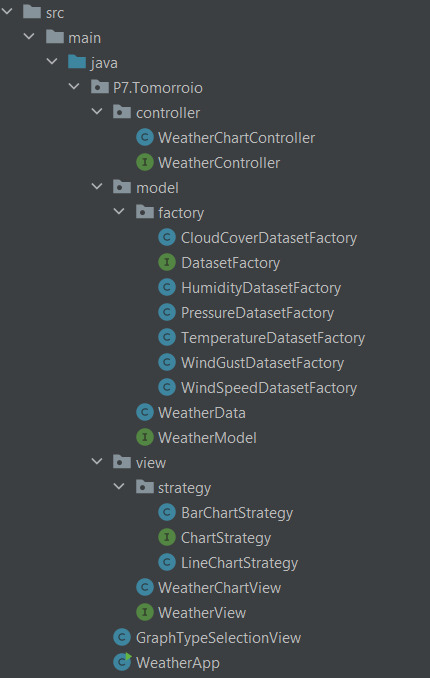 src
main
java
P7.Tomorroio
controller
C WeatherChartController
I WeatherController
model
factory
C CloudCoverDatasetFactory
I DatasetFactory
C HumidityDatasetFactory
C PressureDatasetFactory
C TemperatureDatasetFactory
C WindGustDatasetFactory
C WindSpeedDatasetFactory
C WeatherData
I WeatherModel
view
strategy
C BarChartStrategy
I ChartStrategy
C LineChartStrategy
C WeatherChartView
I WeatherView
C GraphTypeSelectionView
C WeatherApp